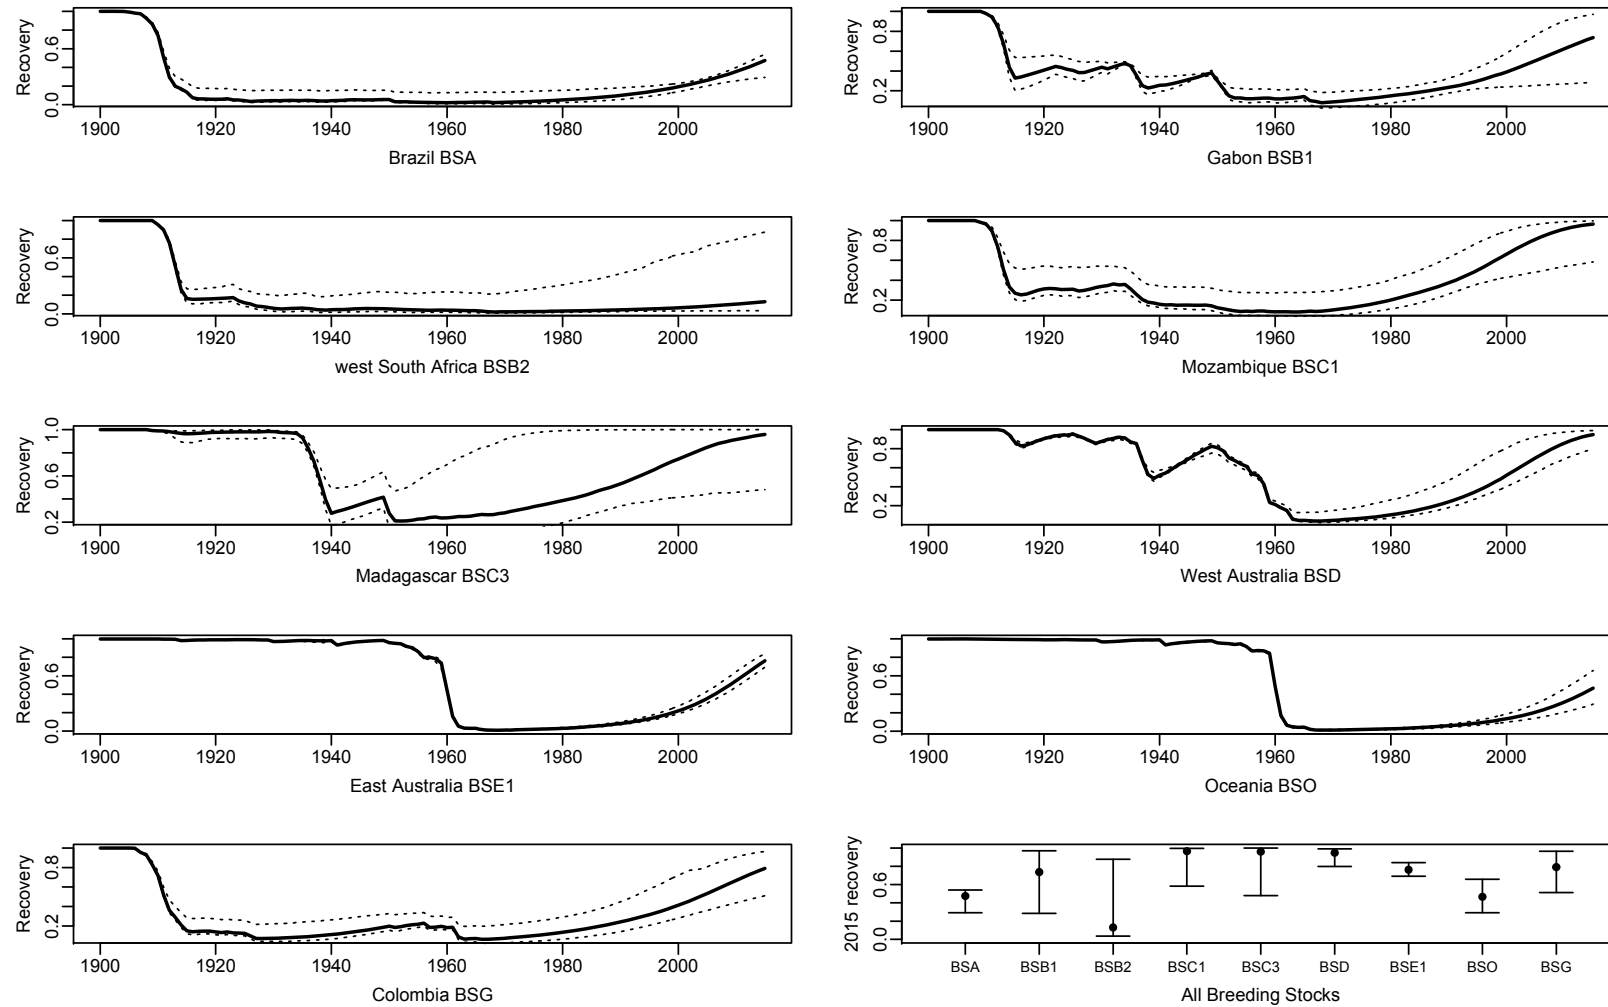 Recovery
0.0 0.6
1900 1920 1940 1960 1980 2000
Brazil BSA
Recovery
0.2 0.8
1900 1920 1940 1960 1980 2000
Gabon BSB1
Recovery
0.0 0.6
1900 1920 1940 1960 1980 2000
west South Africa BSB2
Recovery
0.2 0.8
1900 1920 1940 1960 1980 2000
Mozambique BSC1
Recovery
0.2 0.6 1.0
1900 1920 1940 1960 1980 2000
Madagascar BSC3
Recovery
0.2 0.8
1900 1920 1940 1960 1980 2000
West Australia BSD
Recovery
0.0 0.6
1900 1920 1940 1960 1980 2000
East Australia BSE1
Recovery
0.0 0.6
1900 1920 1940 1960 1980 2000
Oceania BSO
Recovery
0.2 0.8
1900 1920 1940 1960 1980 2000
Colombia BSG
2015 recovery
0.0 0.6
BSA BSB1 BSB2 BSC1 BSC3 BSD BSE1 BSO BSG
All Breeding Stocks